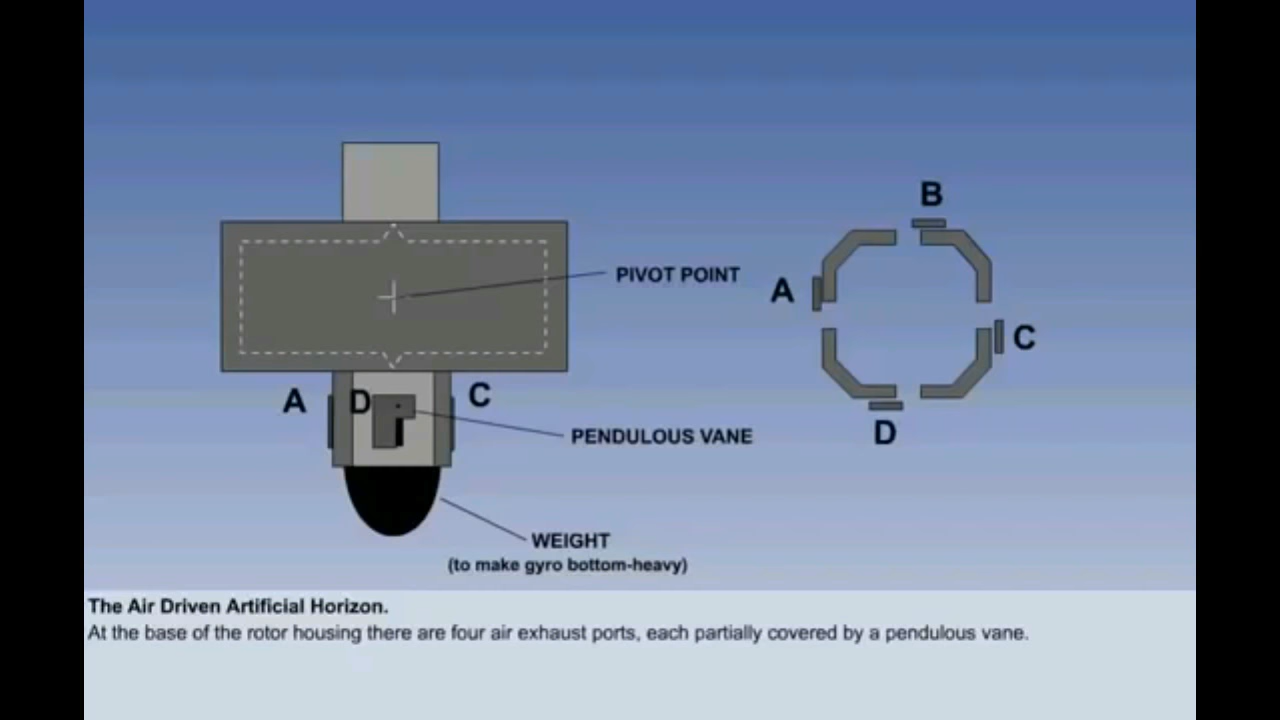 B
PIVOT POINT
A
C
A
D
C
PENDULOUS VANE
D
WEIGHT
(to make gyro bottom-heavy)
The Air Driven Artificial Horizon.
At the base of the rotor housing there are four air exhaust ports, each partially covered by a pendulous vane.